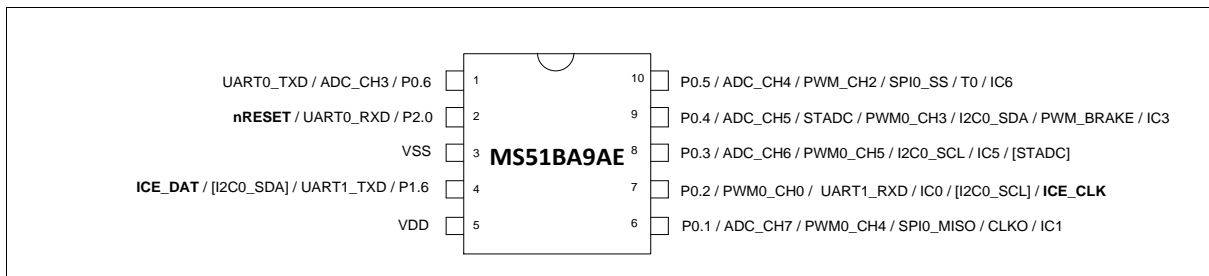 UART0_TXD / ADC_CH3 / P0.6 1 10 P0.5 / ADC_CH4 / PWM_CH2 / SPI0_SS / T0 / IC6
nRESET / UART0_RXD / P2.0 2 9 P0.4 / ADC_CH5 / STADC / PWM0_CH3 / I2C0_SDA / PWM_BRAKE / IC3
VSS 3 MS51BA9AE 8 P0.3 / ADC_CH6 / PWM0_CH5 / I2C0_SCL / IC5 / [STADC]
ICE_DAT / [I2C0_SDA] / UART1_TXD / P1.6 4 7 P0.2 / PWM0_CH0 / UART1_RXD / IC0 / [I2C0_SCL] / ICE_CLK
VDD 5 6 P0.1 / ADC_CH7 / PWM0_CH4 / SPI0_MISO / CLKO / IC1